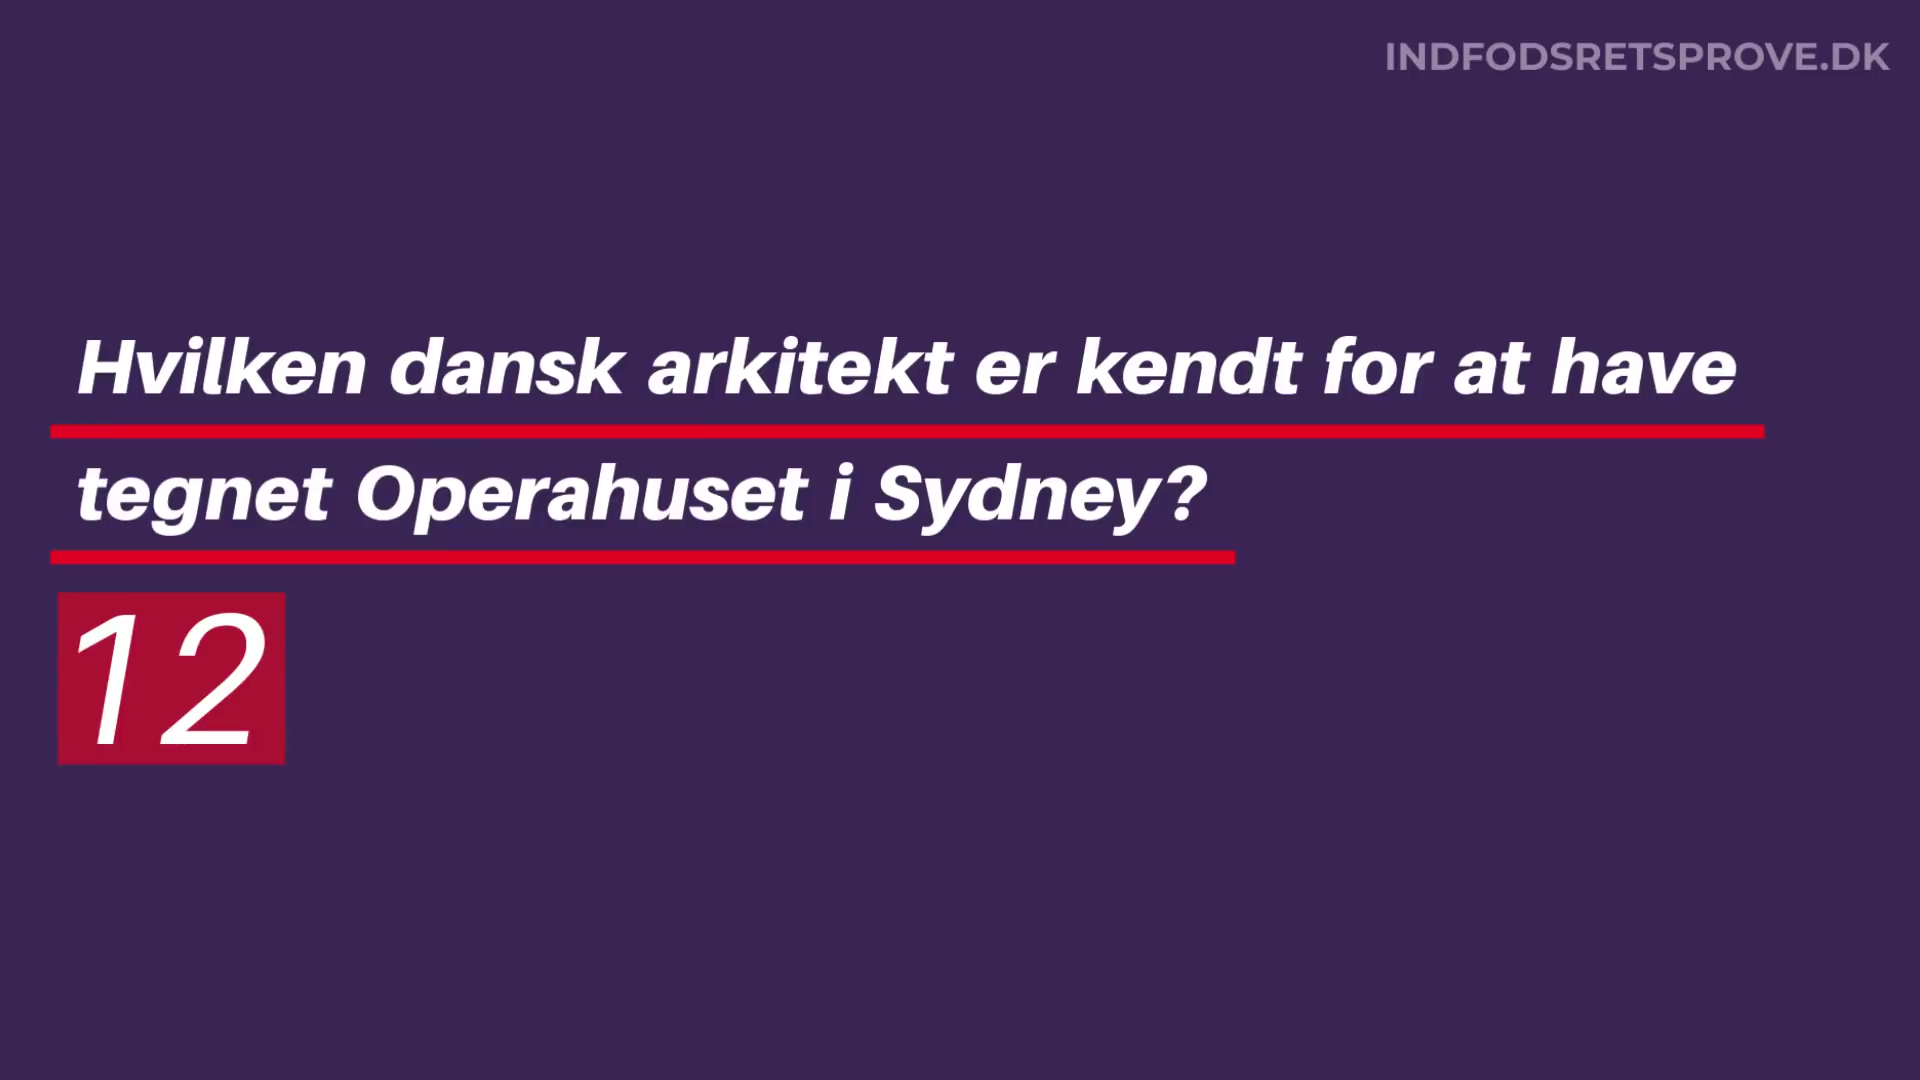 INDFODSRETSPROVE.DK
Hvilken dansk arkitekt er kendt for at have
tegnet Operahuset i Sydney?
12